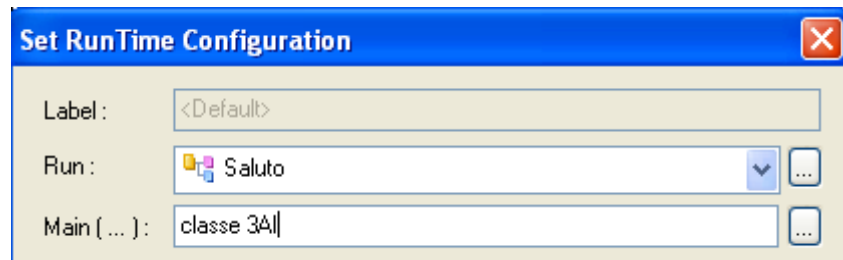 Set RunTime Configuration
Label :
<Default>
Run :
Saluto
...
Main ( ... ) :
classe 3AI
...